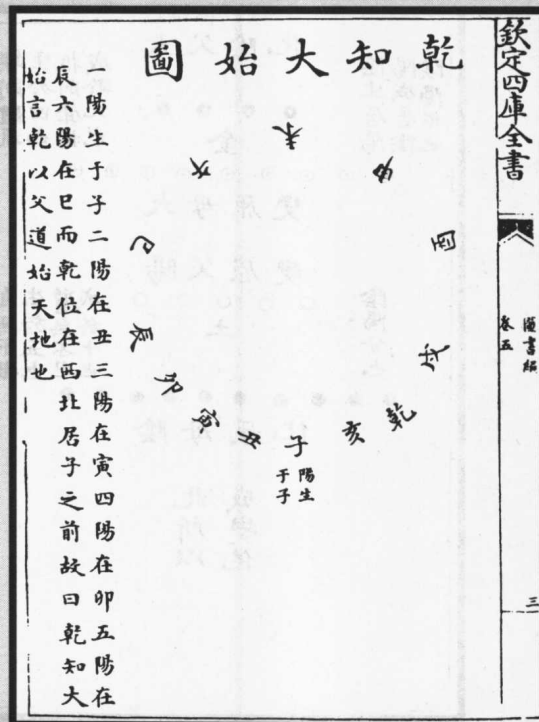 欽定四庫全書
圖書編
卷五
三
乾知大始圖
未
申
酉
戌
乾
亥
子
陽生
于子
丑
寅
卯
辰
巳
午
一陽生于子二陽在丑三陽在寅四陽在卯五陽在
辰六陽在巳而乾位在西北居子之前故曰乾知大
始言乾以父道始天地也